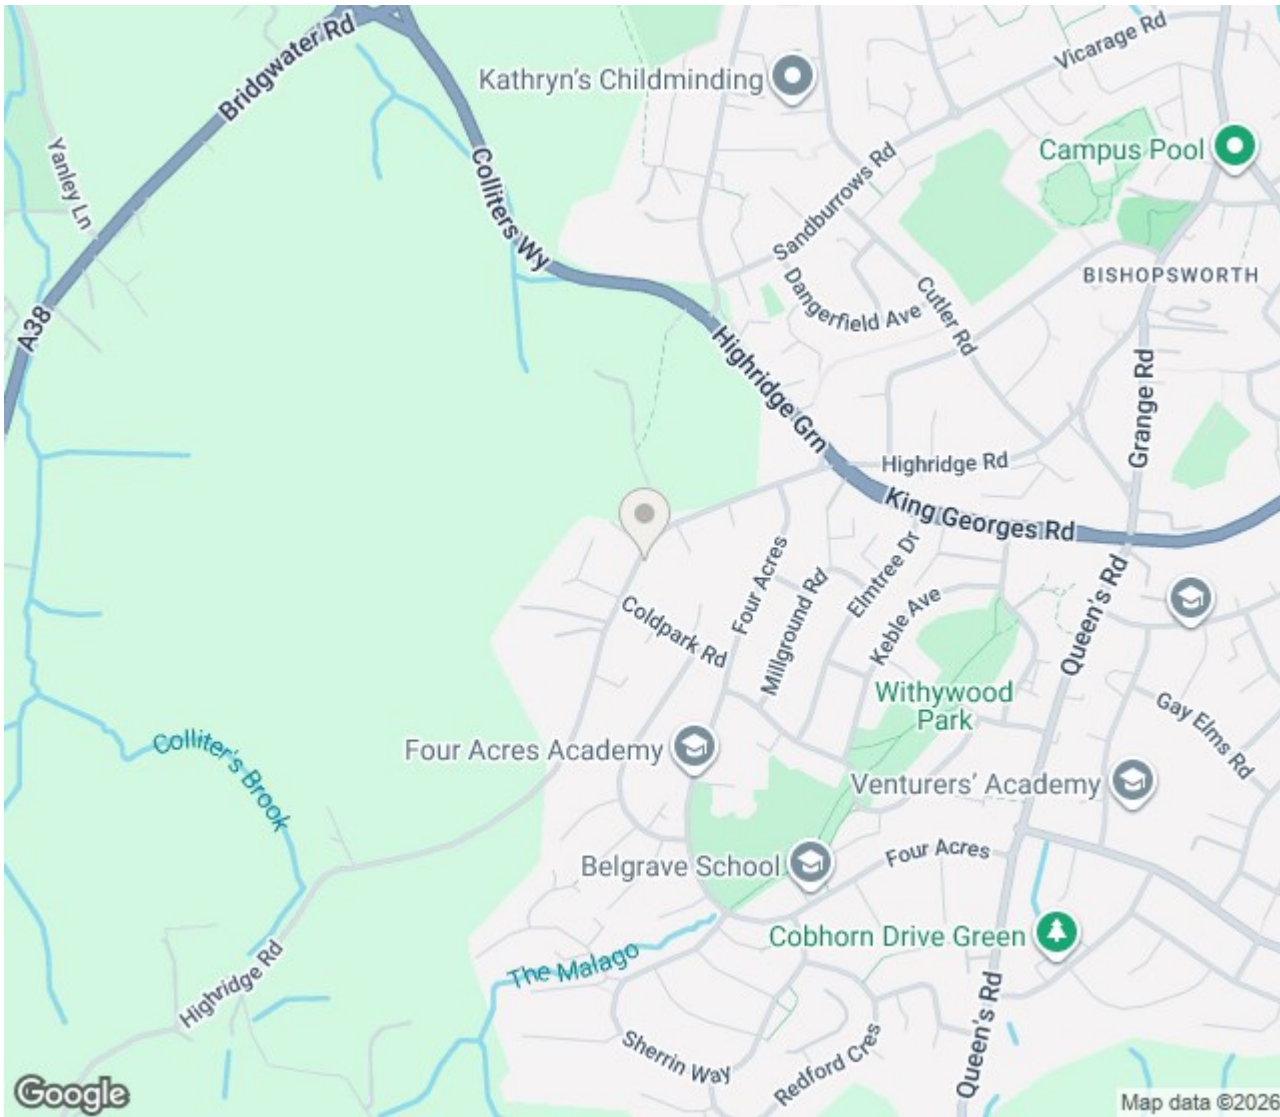 Bridgwater Rd
Vicarage Rd
Kathryn's Childminding
Campus Pool
Yanley Ln
Colliters Wy
Sandburrows Rd
BISHOPSWORTH
A38
Dangerfield Ave
Cutler Rd
Highridge Grn
Grange Rd
Highridge Rd
King Georges Rd
Four Acres
Millground Rd
Elmtree Dr
Keble Ave
Queen's Rd
Coldpark Rd
Withywood
Park
Gay Elms Rd
Colliter's Brook
Four Acres Academy
Venturers' Academy
Belgrave School
Four Acres
Cobhorn Drive Green
The Malago
Highridge Rd
Queen's Rd
Sherrin Way
Redford Cres
Google
Map data ©2026